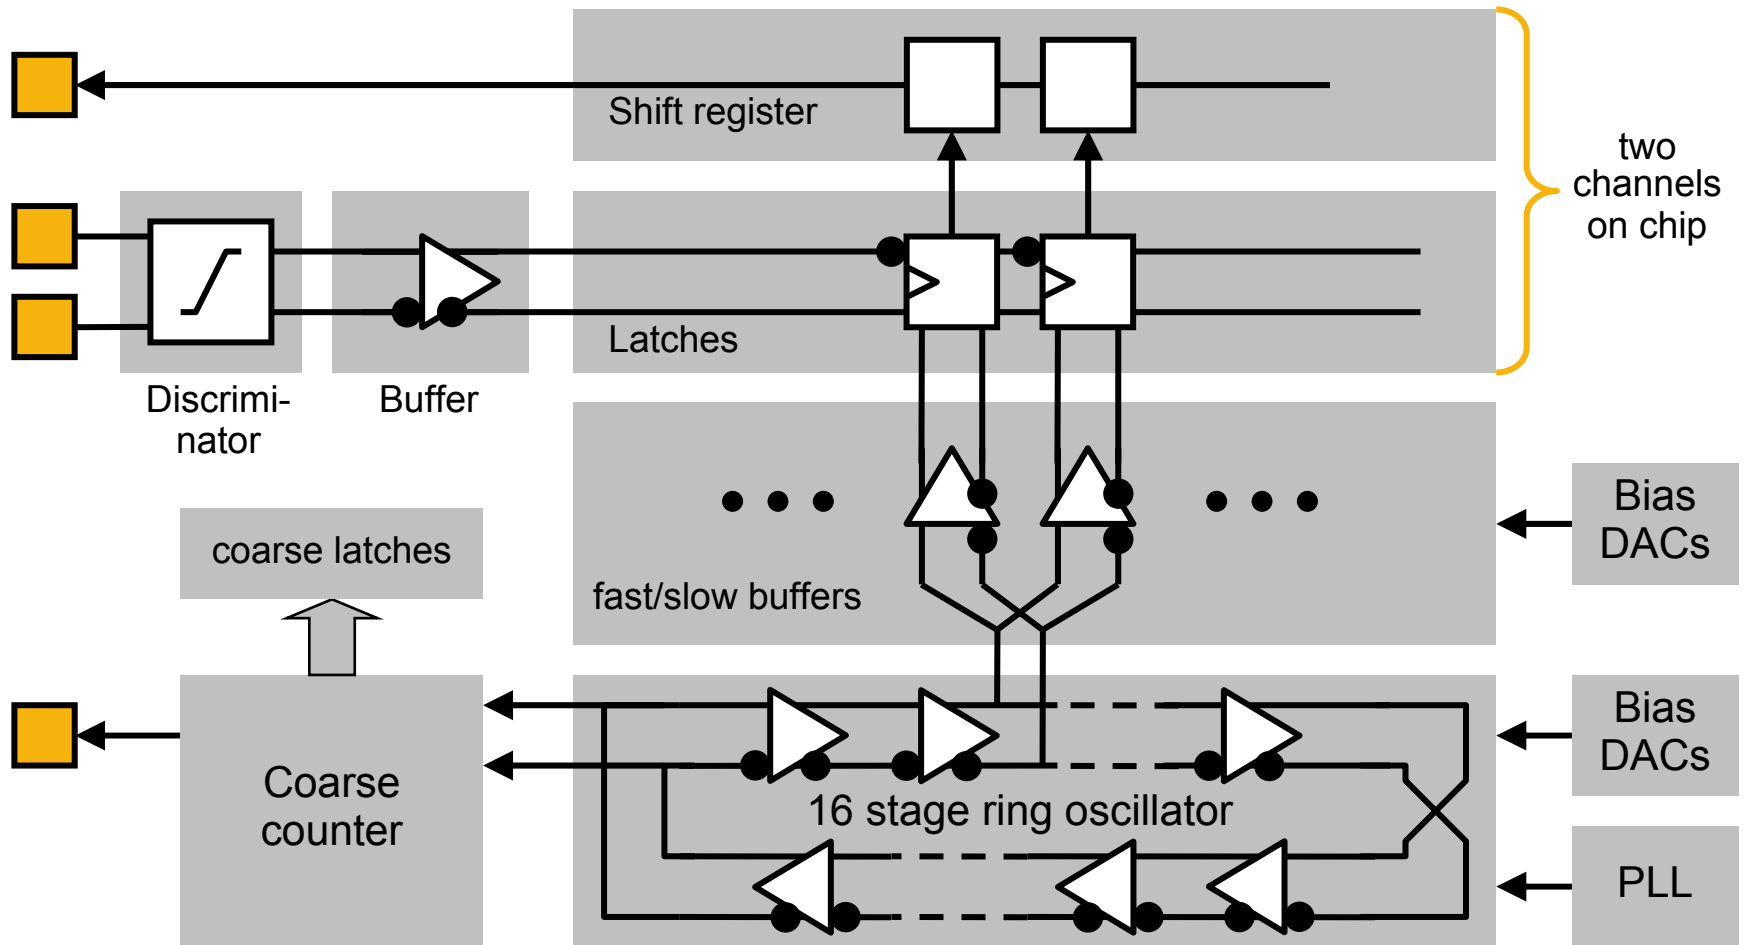 Shift register
two
channels
on chip
Latches
Discrimi-
nator
Buffer
Bias
DACs
coarse latches
fast/slow buffers
Bias
DACs
Coarse
counter
16 stage ring oscillator
PLL